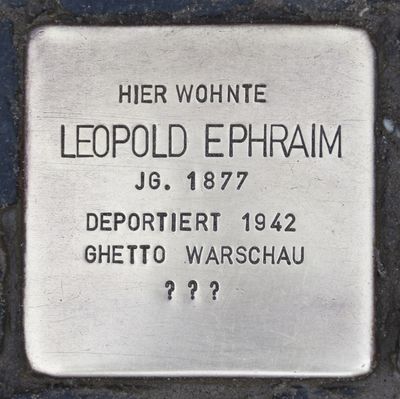 HIER WOHNTE
LEOPOLD EPHRAIM
JG. 1877
DEPORTIERT 1942
GHETTO WARSCHAU
? ? ?